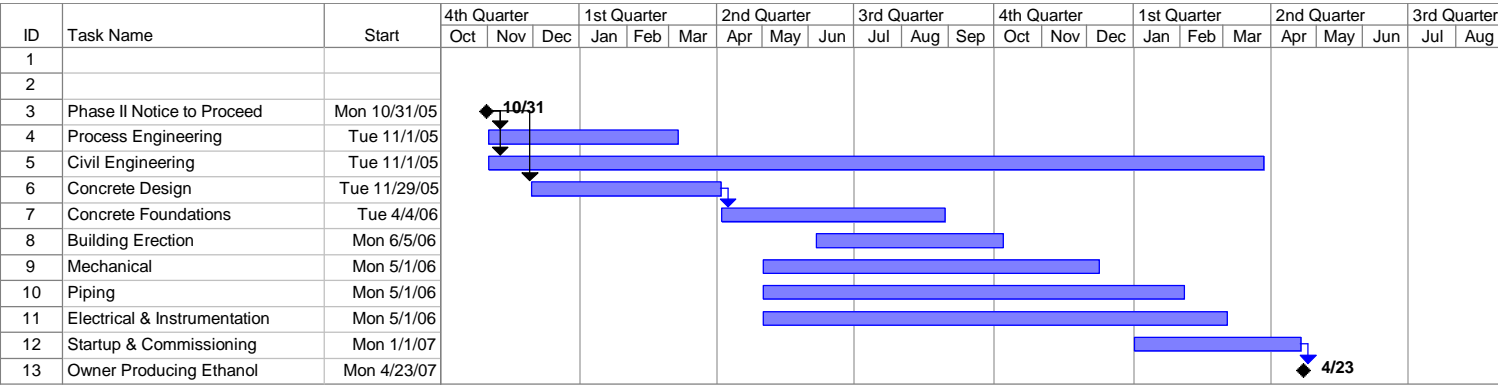 4th Quarter 1st Quarter 2nd Quarter 3rd Quarter 4th Quarter 1st Quarter 2nd Quarter 3rd Quarter
ID Task Name Start Oct Nov Dec Jan Feb Mar Apr May Jun Jul Aug Sep Oct Nov Dec Jan Feb Mar Apr May Jun Jul Aug
1
2
3 Phase II Notice to Proceed Mon 10/31/05 10/31
4 Process Engineering Tue 11/1/05
5 Civil Engineering Tue 11/1/05
6 Concrete Design Tue 11/29/05
7 Concrete Foundations Tue 4/4/06
8 Building Erection Mon 6/5/06
9 Mechanical Mon 5/1/06
10 Piping Mon 5/1/06
11 Electrical & Instrumentation Mon 5/1/06
12 Startup & Commissioning Mon 1/1/07
13 Owner Producing Ethanol Mon 4/23/07 4/23